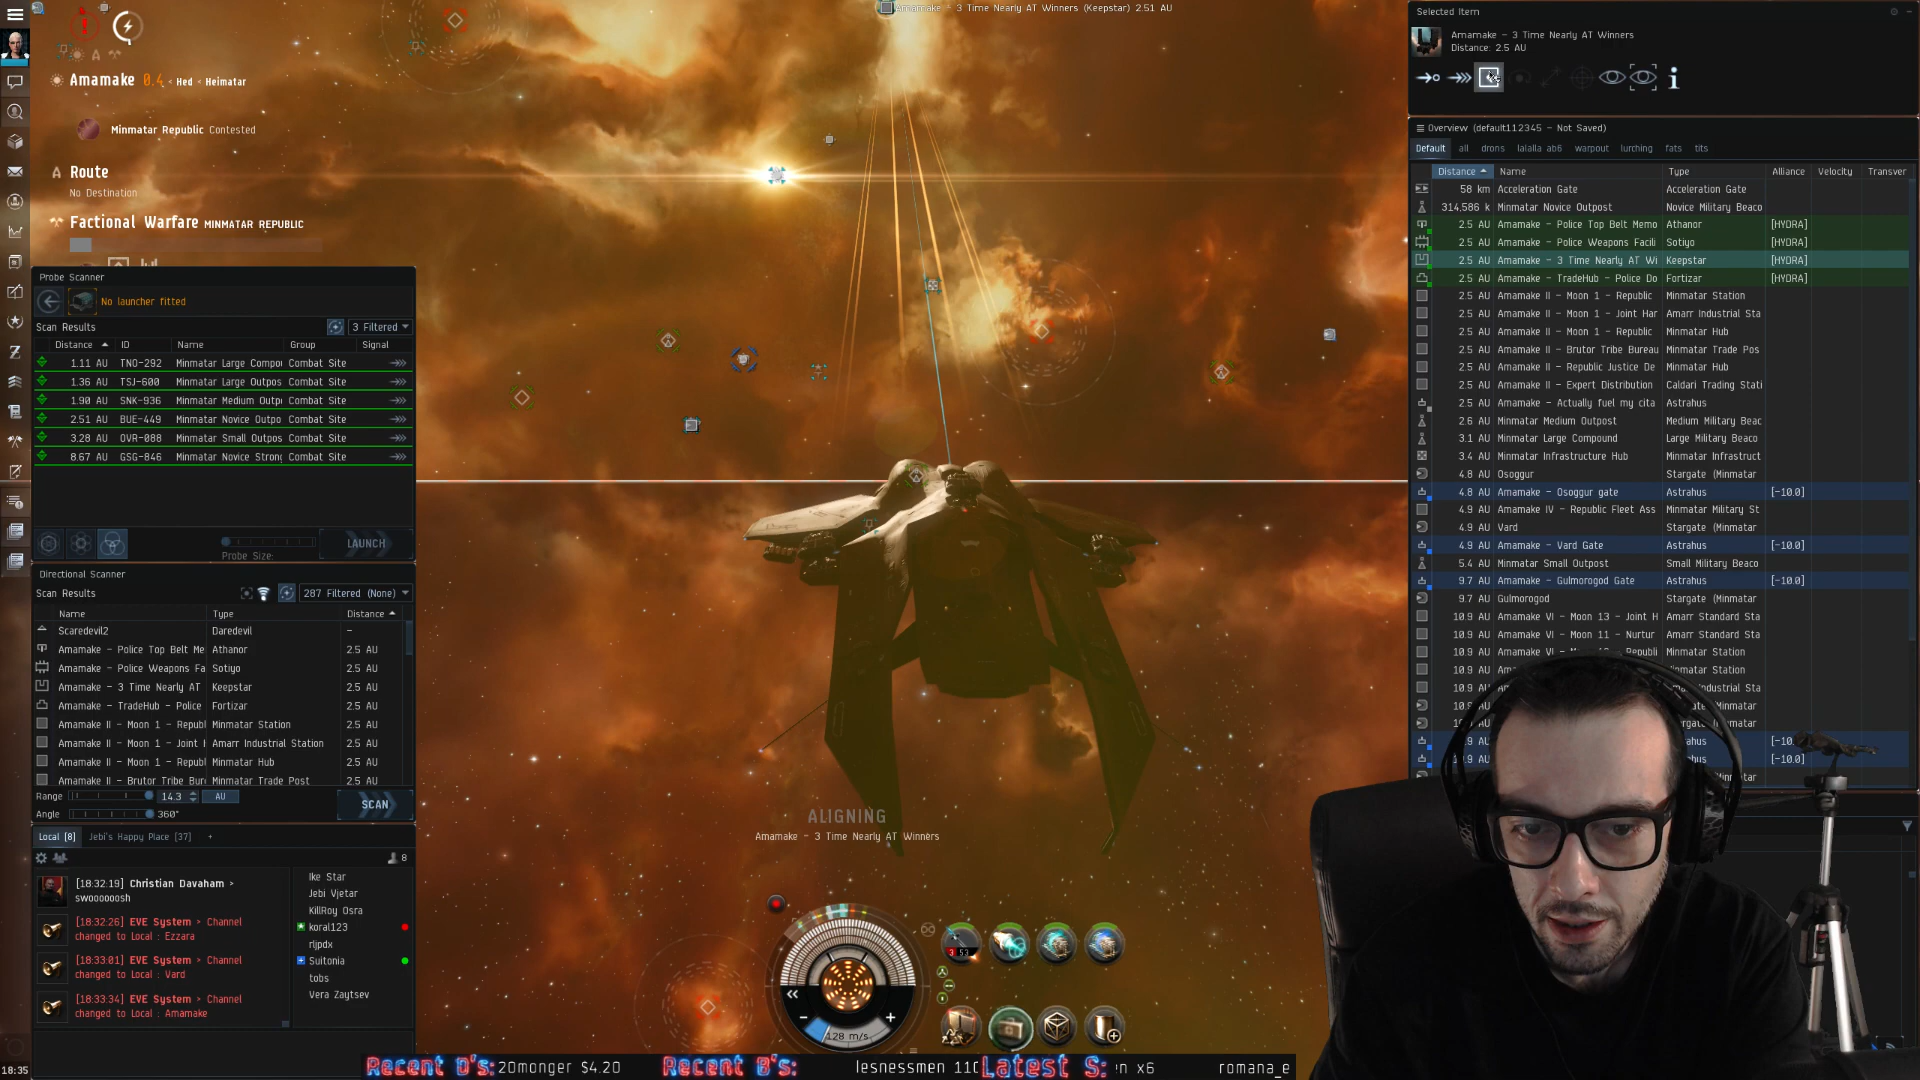 Amamake - 3 Time Nearly AT Winners (Keepstar) 2.51 AU
Amamake 0.4 < Hed < Heimatar
Minmatar Republic Contested
Route
No Destination
Factional Warfare MINMATAR REPUBLIC
Probe Scanner
No launcher fitted
Scan Results 3 Filtered
Distance ID Name Group Signal
1.11 AU TNO-292 Minmatar Large Compo Combat Site
1.36 AU TSJ-600 Minmatar Large Outpos Combat Site
1.90 AU SNK-936 Minmatar Medium Outp Combat Site
2.51 AU BUE-449 Minmatar Novice Outpo Combat Site
3.28 AU OVR-088 Minmatar Small Outpos Combat Site
8.67 AU GSG-846 Minmatar Novice Stron Combat Site
Probe Size:
LAUNCH
Directional Scanner
Scan Results 287 Filtered (None)
Name Type Distance
Scaredevil2 Daredevil -
Amamake - Police Top Belt Me Athanor 2.5 AU
Amamake - Police Weapons Fa Sotiyo 2.5 AU
Amamake - 3 Time Nearly AT Keepstar 2.5 AU
Amamake - TradeHub - Police Fortizar 2.5 AU
Amamake II - Moon 1 - Republ Minmatar Station 2.5 AU
Amamake II - Moon 1 - Joint Amarr Industrial Station 2.5 AU
Amamake II - Moon 1 - Republ Minmatar Hub 2.5 AU
Amamake II - Brutor Tribe Bur Minmatar Trade Post 2.5 AU
Range 14.3 AU
SCAN
Angle 360°
Local [8] Jebi's Happy Place [37] +
8
[18:32:19] Christian Davaham >
swoooooosh
[18:32:26] EVE System > Channel
changed to Local : Ezzara
[18:33:01] EVE System > Channel
changed to Local : Vard
[18:33:34] EVE System > Channel
changed to Local : Amamake
Ike Star
Jebi Vjetar
KillRoy Osra
koral123
rljpdx
Suitonia
tobs
Vera Zaytsev
18:35
ALIGNING
Amamake - 3 Time Nearly AT Winners
3 53
128 m/s
Recent D's: 20monger $4.20 Recent B's: lesnessmen 110 Latest S: en x6 romana_e
Selected Item
Amamake - 3 Time Nearly AT Winners
Distance: 2.5 AU
Overview (default112345 - Not Saved)
Default all drons lalalla ab6 warpout lurching fats tits
Distance Name Type Alliance Velocity Transver
58 km Acceleration Gate Acceleration Gate
314,586 k Minmatar Novice Outpost Novice Military Beaco
2.5 AU Amamake - Police Top Belt Memo Athanor [HYDRA]
2.5 AU Amamake - Police Weapons Facili Sotiyo [HYDRA]
2.5 AU Amamake - 3 Time Nearly AT Wi Keepstar [HYDRA]
2.5 AU Amamake - TradeHub - Police Do Fortizar [HYDRA]
2.5 AU Amamake II - Moon 1 - Republic Minmatar Station
2.5 AU Amamake II - Moon 1 - Joint Har Amarr Industrial Sta
2.5 AU Amamake II - Moon 1 - Republic Minmatar Hub
2.5 AU Amamake II - Brutor Tribe Bureau Minmatar Trade Pos
2.5 AU Amamake II - Republic Justice De Minmatar Hub
2.5 AU Amamake II - Expert Distribution Caldari Trading Stati
2.5 AU Amamake - Actually fuel my cita Astrahus
2.6 AU Minmatar Medium Outpost Medium Military Beac
3.1 AU Minmatar Large Compound Large Military Beaco
3.4 AU Minmatar Infrastructure Hub Minmatar Infrastruct
4.8 AU Osoggur Stargate (Minmatar
4.8 AU Amamake - Osoggur gate Astrahus [-10.0]
4.9 AU Amamake IV - Republic Fleet Ass Minmatar Military St
4.9 AU Vard Stargate (Minmatar
4.9 AU Amamake - Vard Gate Astrahus [-10.0]
5.4 AU Minmatar Small Outpost Small Military Beaco
9.7 AU Amamake - Gulmorogod Gate Astrahus [-10.0]
9.7 AU Gulmorogod Stargate (Minmatar
10.9 AU Amamake VI - Moon 13 - Joint H Amarr Standard Sta
10.9 AU Amamake VI - Moon 11 - Nurtur Amarr Standard Sta
10.9 AU Minmatar Station
10.9 AU Minmatar Station